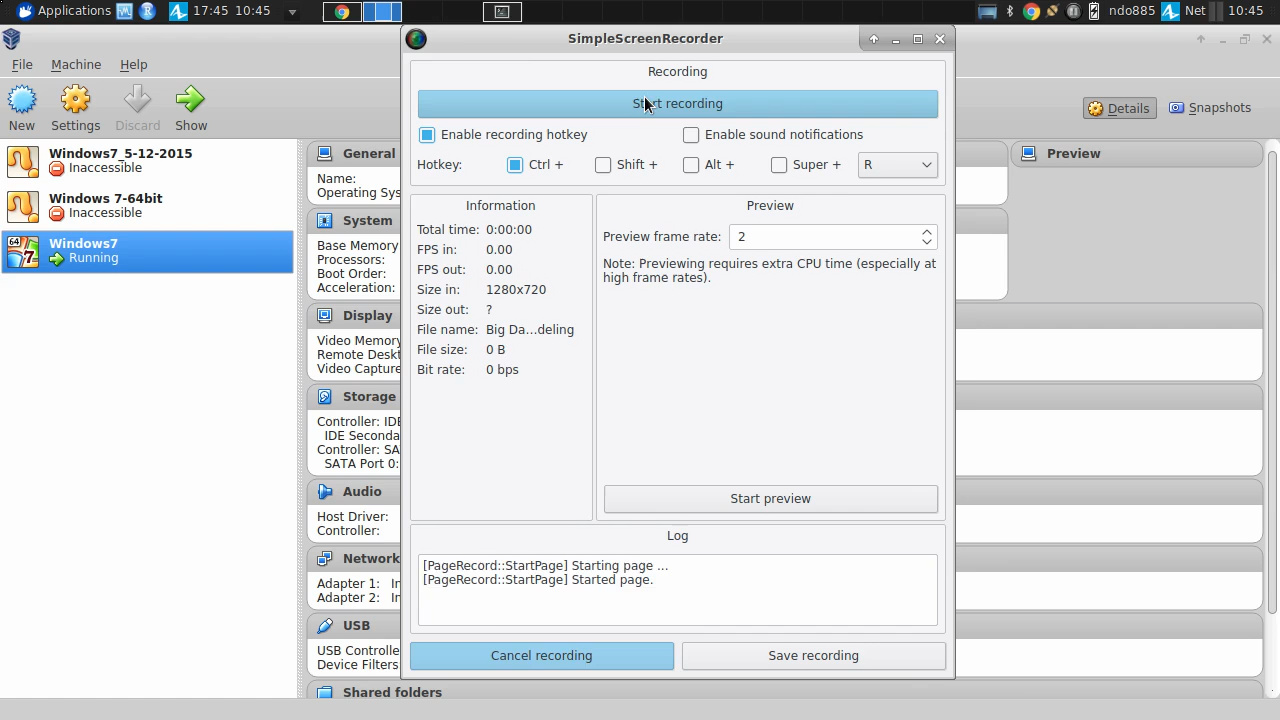 Applications 17:45 10:45 ndo885 Net 10:45
SimpleScreenRecorder
File Machine Help
New Settings Discard Show
Details Snapshots
Windows7_5-12-2015
Inaccessible
Windows 7-64bit
Inaccessible
64 7 Windows7
Running
General
Name:
Operating Sys
System
Base Memory
Processors:
Boot Order:
Acceleration:
Display
Video Memory
Remote Deskt
Video Capture
Storage
Controller: IDE
IDE Seconda
Controller: SA
SATA Port 0:
Audio
Host Driver:
Controller:
Network
Adapter 1: In
Adapter 2: In
USB
USB Controlle
Device Filters
Shared folders
Preview
Recording
Start recording
Enable recording hotkey
Enable sound notifications
Hotkey: Ctrl + Shift + Alt + Super + R
Information
Total time: 0:00:00
FPS in: 0.00
FPS out: 0.00
Size in: 1280x720
Size out: ?
File name: Big Da...deling
File size: 0 B
Bit rate: 0 bps
Preview
Preview frame rate: 2
Note: Previewing requires extra CPU time (especially at
high frame rates).
Start preview
Log
[PageRecord::StartPage] Starting page ...
[PageRecord::StartPage] Started page.
Cancel recording
Save recording